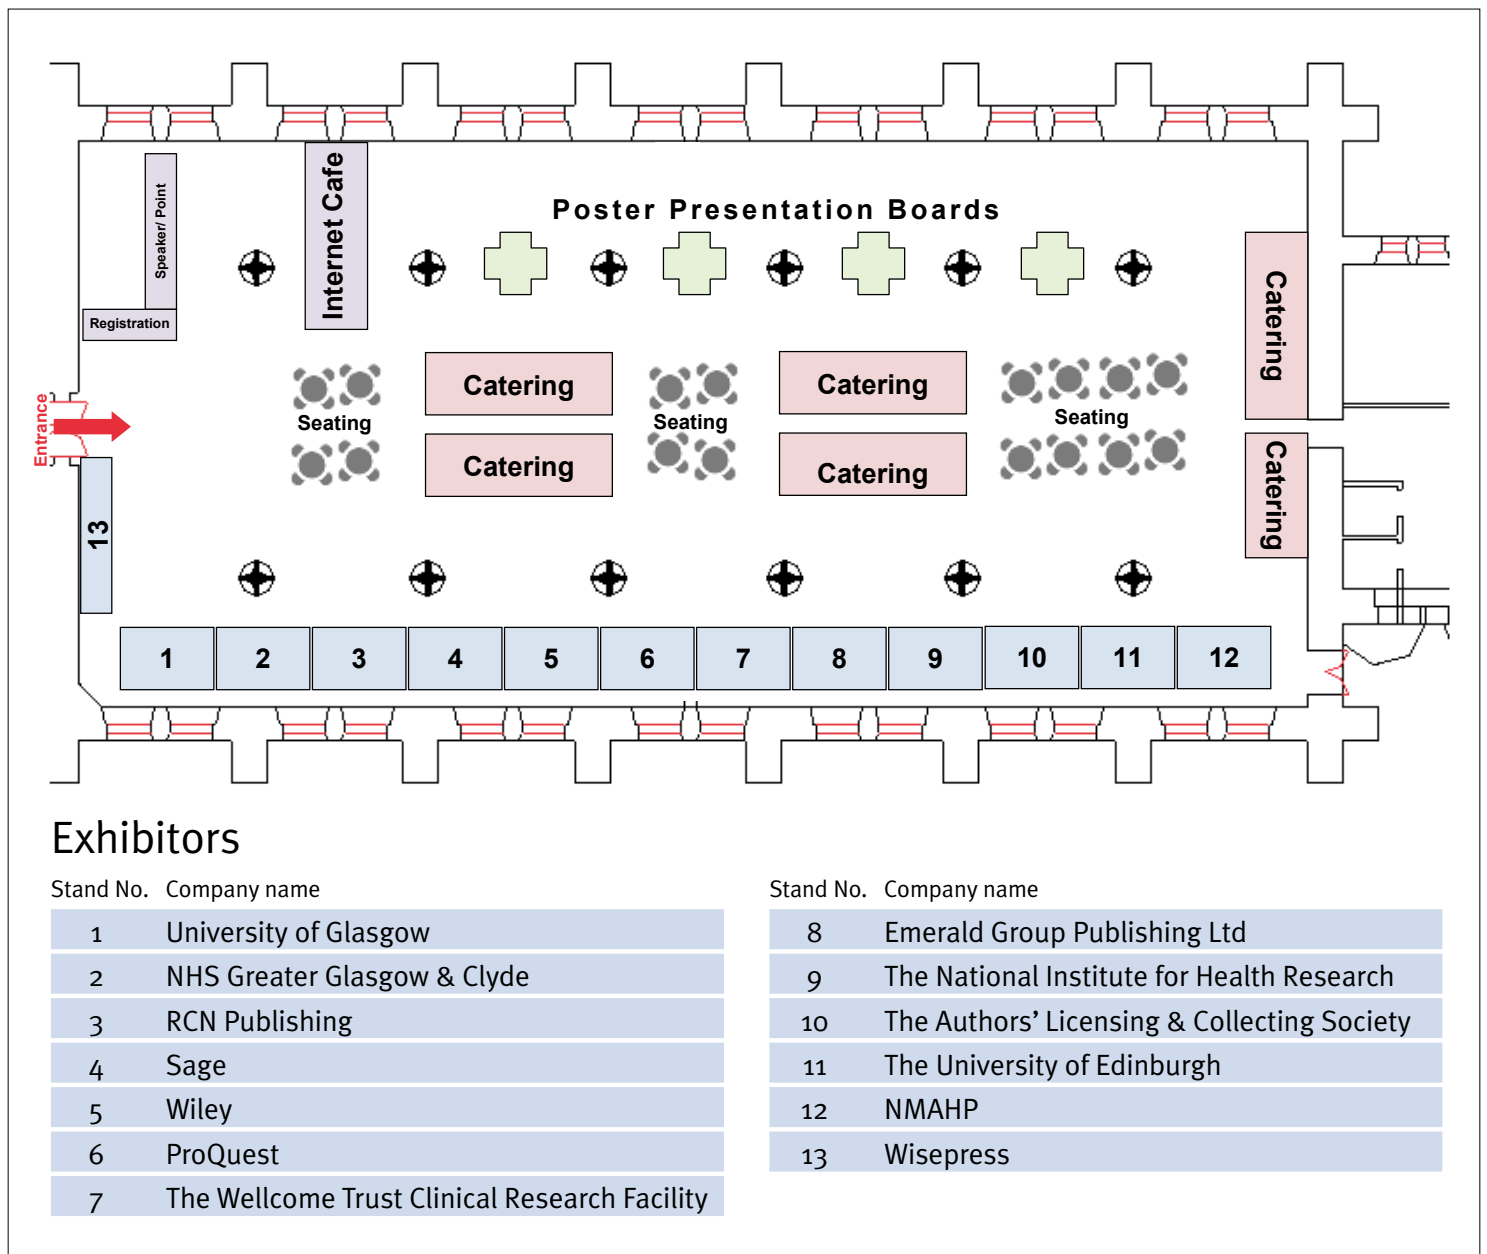 Speaker/ Point
Internet Cafe
Poster Presentation Boards
Registration
Catering
Catering
Catering
Seating
Seating
Seating
Entrance
Catering
Catering
Catering
13
1 2 3 4 5 6 7 8 9 10 11 12
Exhibitors
Stand No. Company name
1 University of Glasgow
2 NHS Greater Glasgow & Clyde
3 RCN Publishing
4 Sage
5 Wiley
6 ProQuest
7 The Wellcome Trust Clinical Research Facility
Stand No. Company name
8 Emerald Group Publishing Ltd
9 The National Institute for Health Research
10 The Authors’ Licensing & Collecting Society
11 The University of Edinburgh
12 NMAHP
13 Wisepress